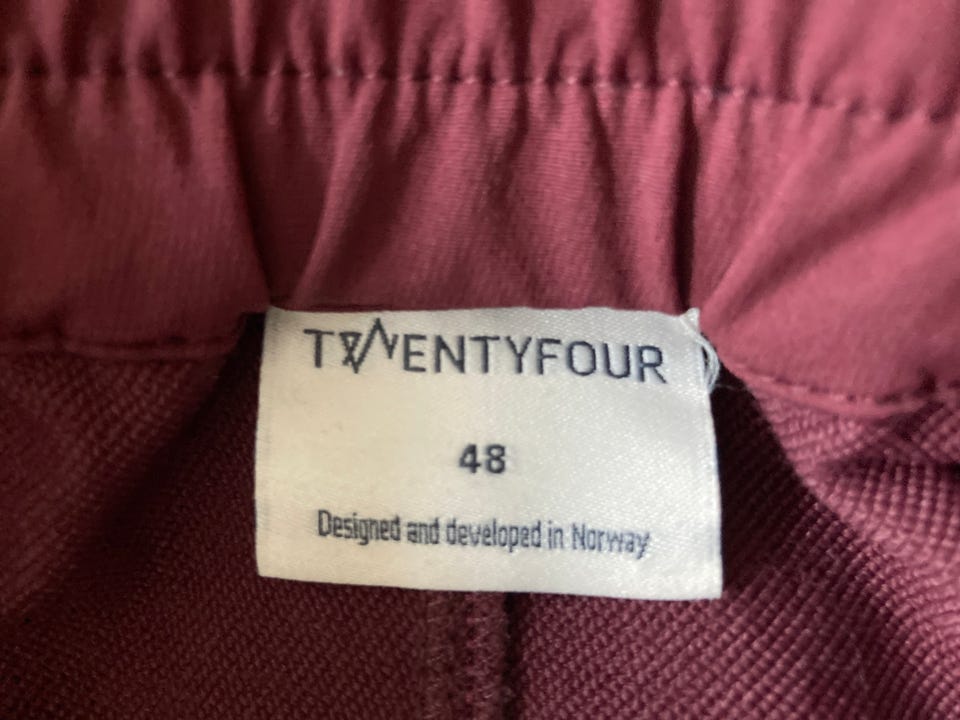 TWENTYFOUR
48
Designed and developed in Norway